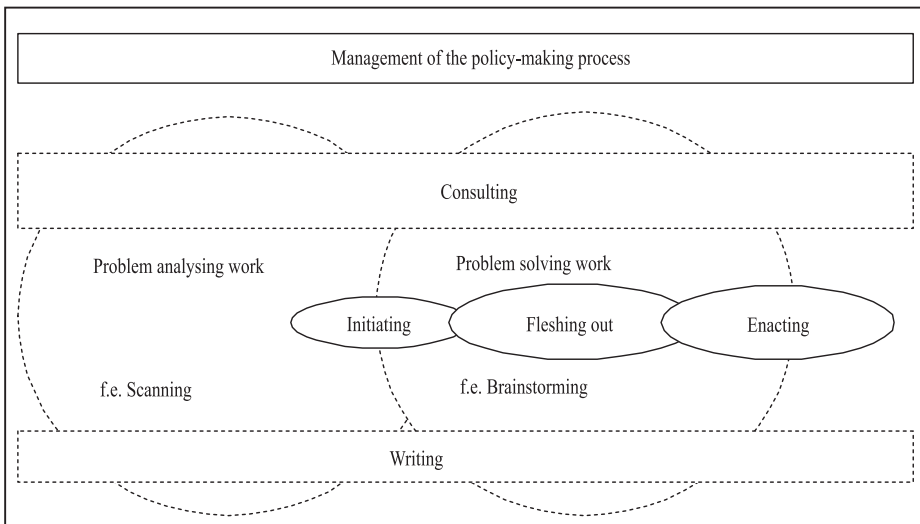 Management of the policy-making process
Consulting
Problem analysing work
Problem solving work
Initiating
Fleshing out
Enacting
f.e. Scanning
f.e. Brainstorming
Writing